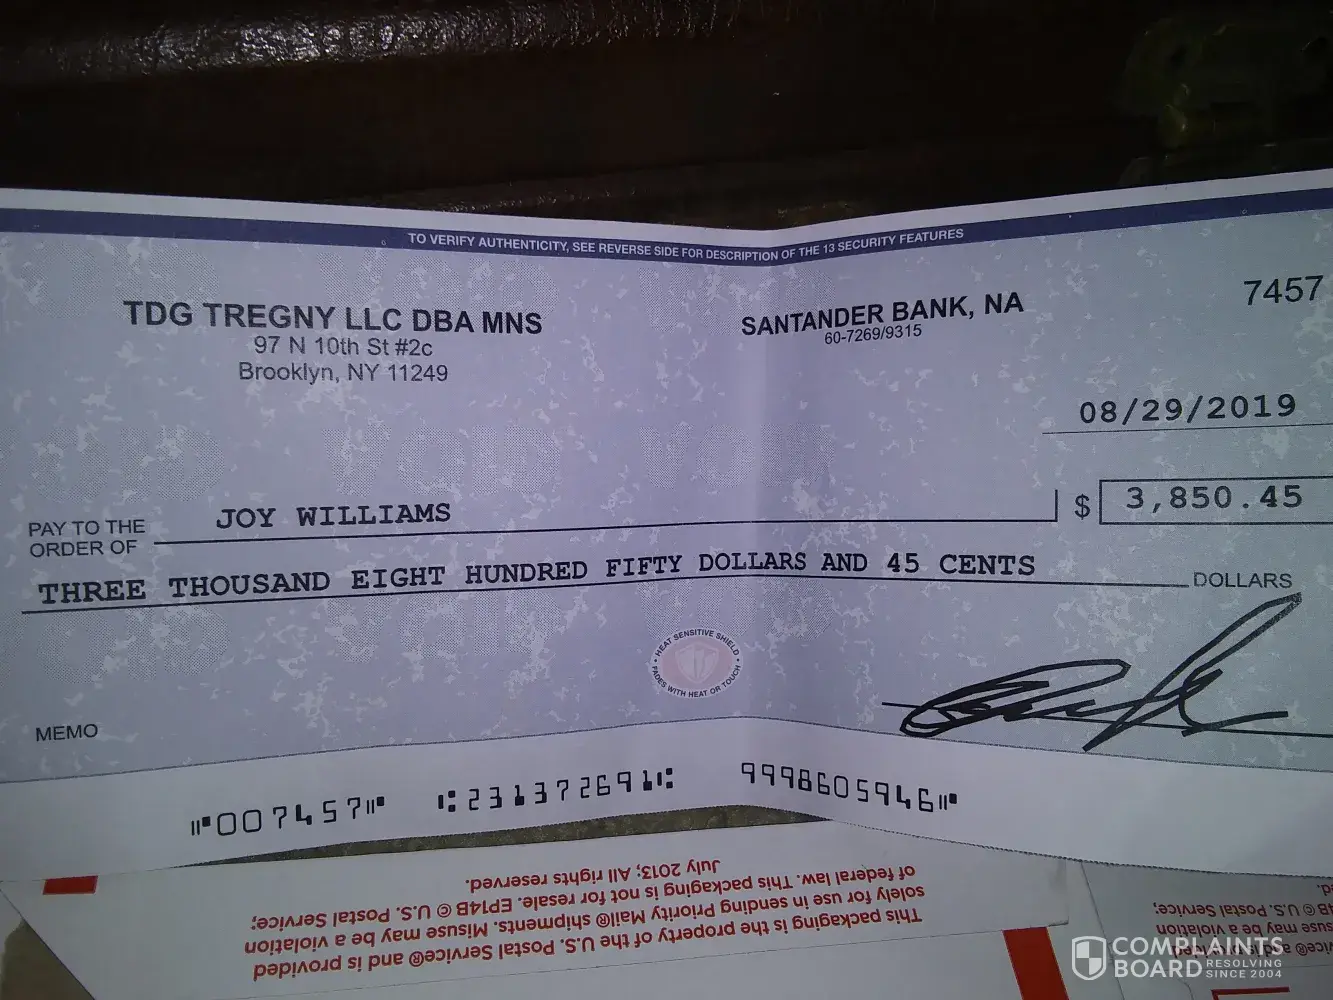 TO VERIFY AUTHENTICITY, SEE REVERSE SIDE FOR DESCRIPTION OF THE 13 SECURITY FEATURES
TDG TREGNY LLC DBA MNS
97 N 10th St #2c
Brooklyn, NY 11249
SANTANDER BANK, NA
60-7269/9315
7457
08/29/2019
PAY TO THE
ORDER OF
JOY WILLIAMS
$ 3,850.45
THREE THOUSAND EIGHT HUNDRED FIFTY DOLLARS AND 45 CENTS
DOLLARS
HEAT SENSITIVE SHIELD
FADES WITH HEAT OR TOUCH
MEMO
⑈007457⑈ ⑆231372691⑆ 9998605946⑈
This packaging is the property of the U.S. Postal Service® and is provided
solely for use in sending Priority Mail® shipments. Misuse may be a violation
of federal law. This packaging is not for resale. EP14B © U.S. Postal Service;
July 2013; All rights reserved.
COMPLAINTS
BOARD
RESOLVING
SINCE 2004